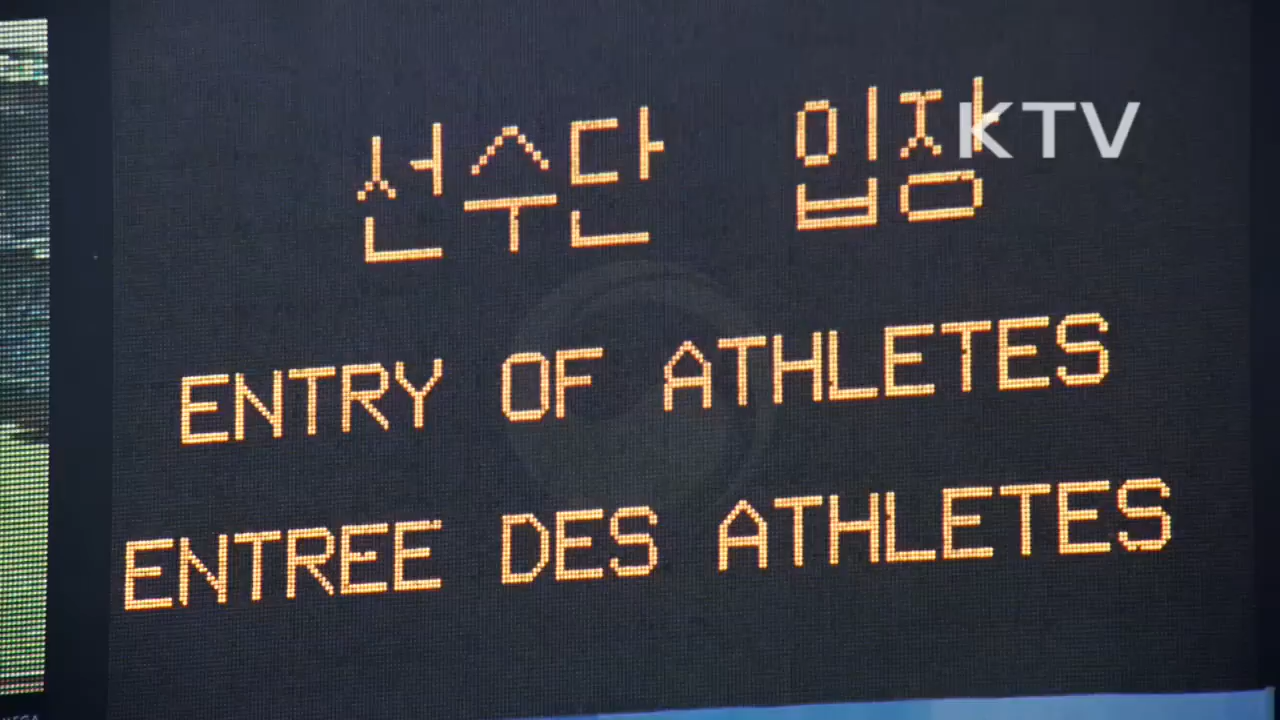 선수단 입장
KTV
ENTRY OF ATHLETES
ENTREE DES ATHLETES